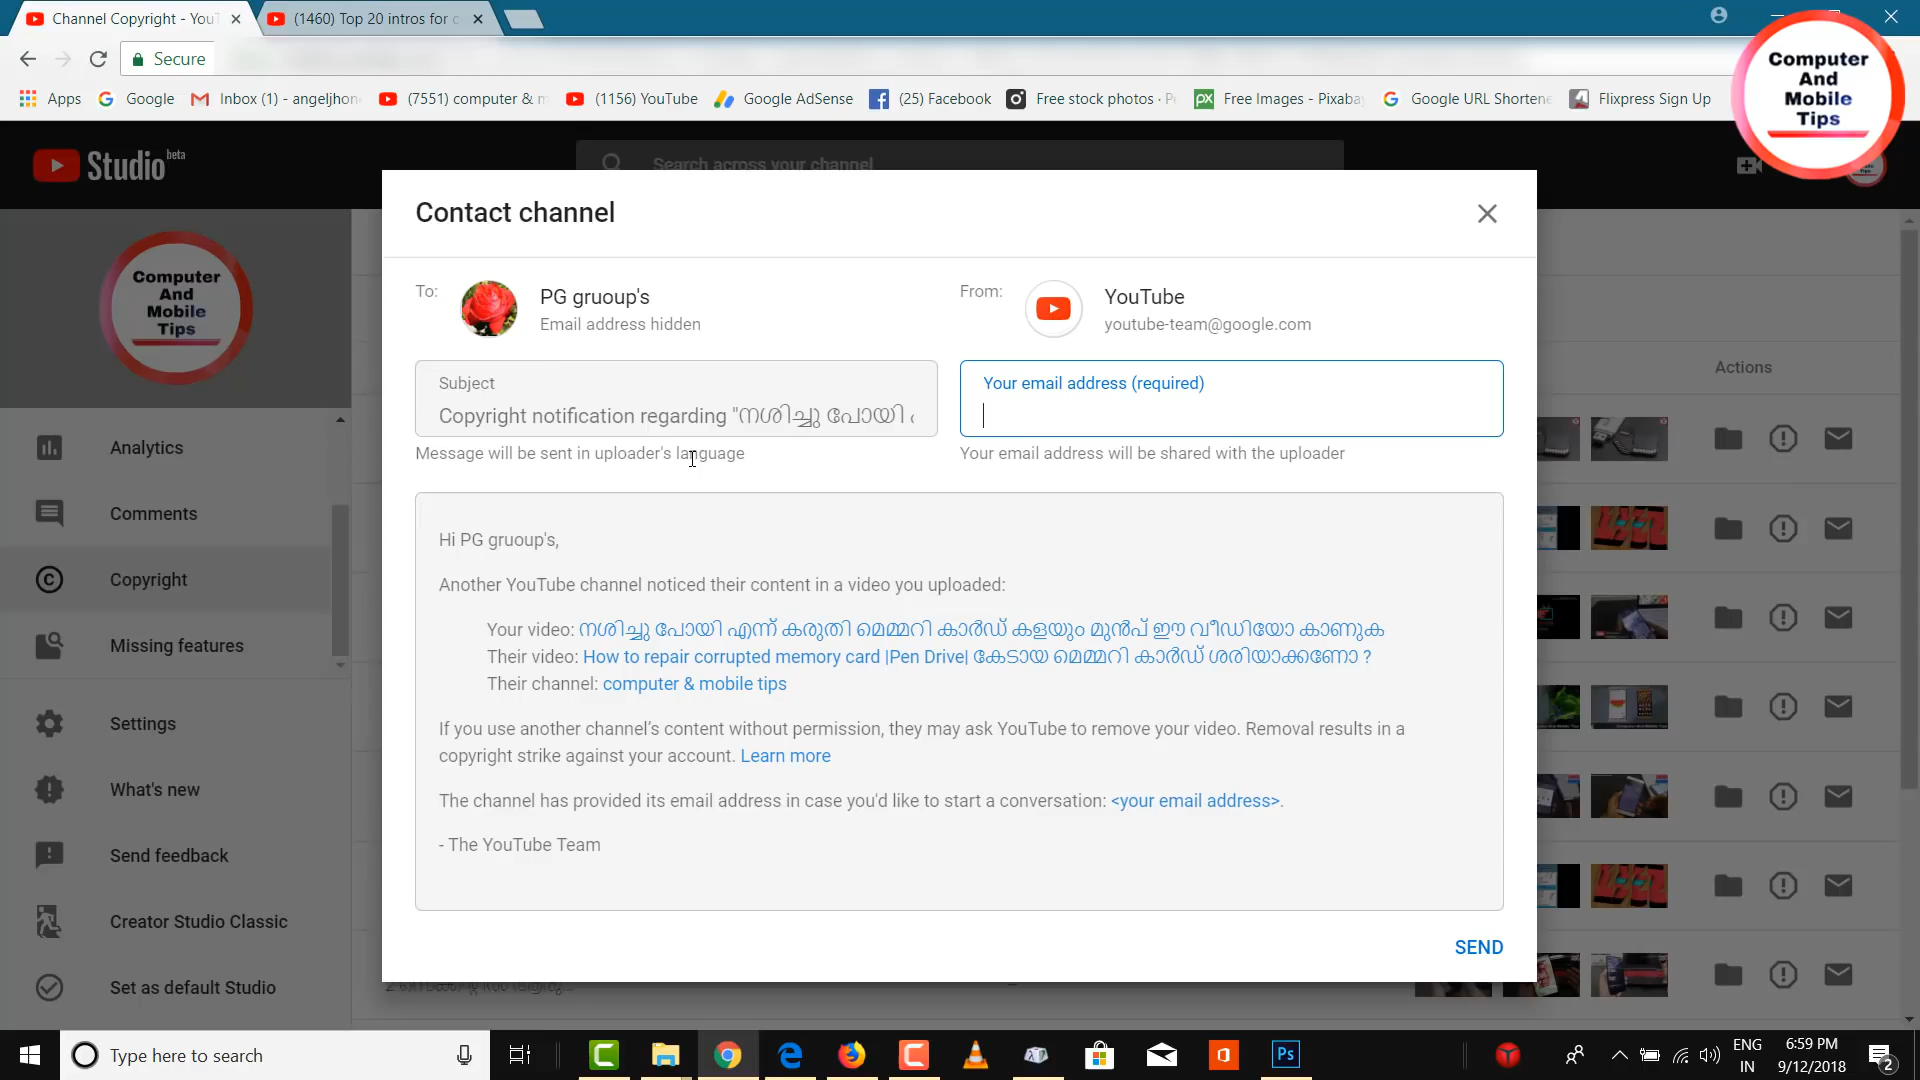 Channel Copyright - YouT
(1460) Top 20 intros for c
Secure
Apps
Google
Inbox (1) - angeljhon
(7551) computer & m
(1156) YouTube
Google AdSense
(25) Facebook
Free stock photos · Pe
Free Images - Pixabay
Google URL Shortene
Flixpress Sign Up
Computer
And
Mobile
Tips
Studio beta
Search across your channel
Computer
And
Mobile
Tips
Analytics
Comments
Copyright
Missing features
Settings
What's new
Send feedback
Creator Studio Classic
Set as default Studio
Actions
Contact channel
To:
PG gruoup's
Email address hidden
From:
YouTube
youtube-team@google.com
Subject
Copyright notification regarding "നശിച്ചു പോയി
Message will be sent in uploader's language
Your email address (required)
Your email address will be shared with the uploader
Hi PG gruoup's,
Another YouTube channel noticed their content in a video you uploaded:
Your video: നശിച്ചു പോയി എന്ന് കരുതി മെമ്മറി കാർഡ് കളയും മുൻപ് ഈ വീഡിയോ കാണുക
Their video: How to repair corrupted memory card |Pen Drive| കേടായ മെമ്മറി കാർഡ് ശരിയാക്കണോ ?
Their channel: computer & mobile tips
If you use another channel's content without permission, they may ask YouTube to remove your video. Removal results in a
copyright strike against your account. Learn more
The channel has provided its email address in case you'd like to start a conversation: <your email address>.
- The YouTube Team
SEND
Type here to search
Ps
ENG
IN
6:59 PM
9/12/2018
2